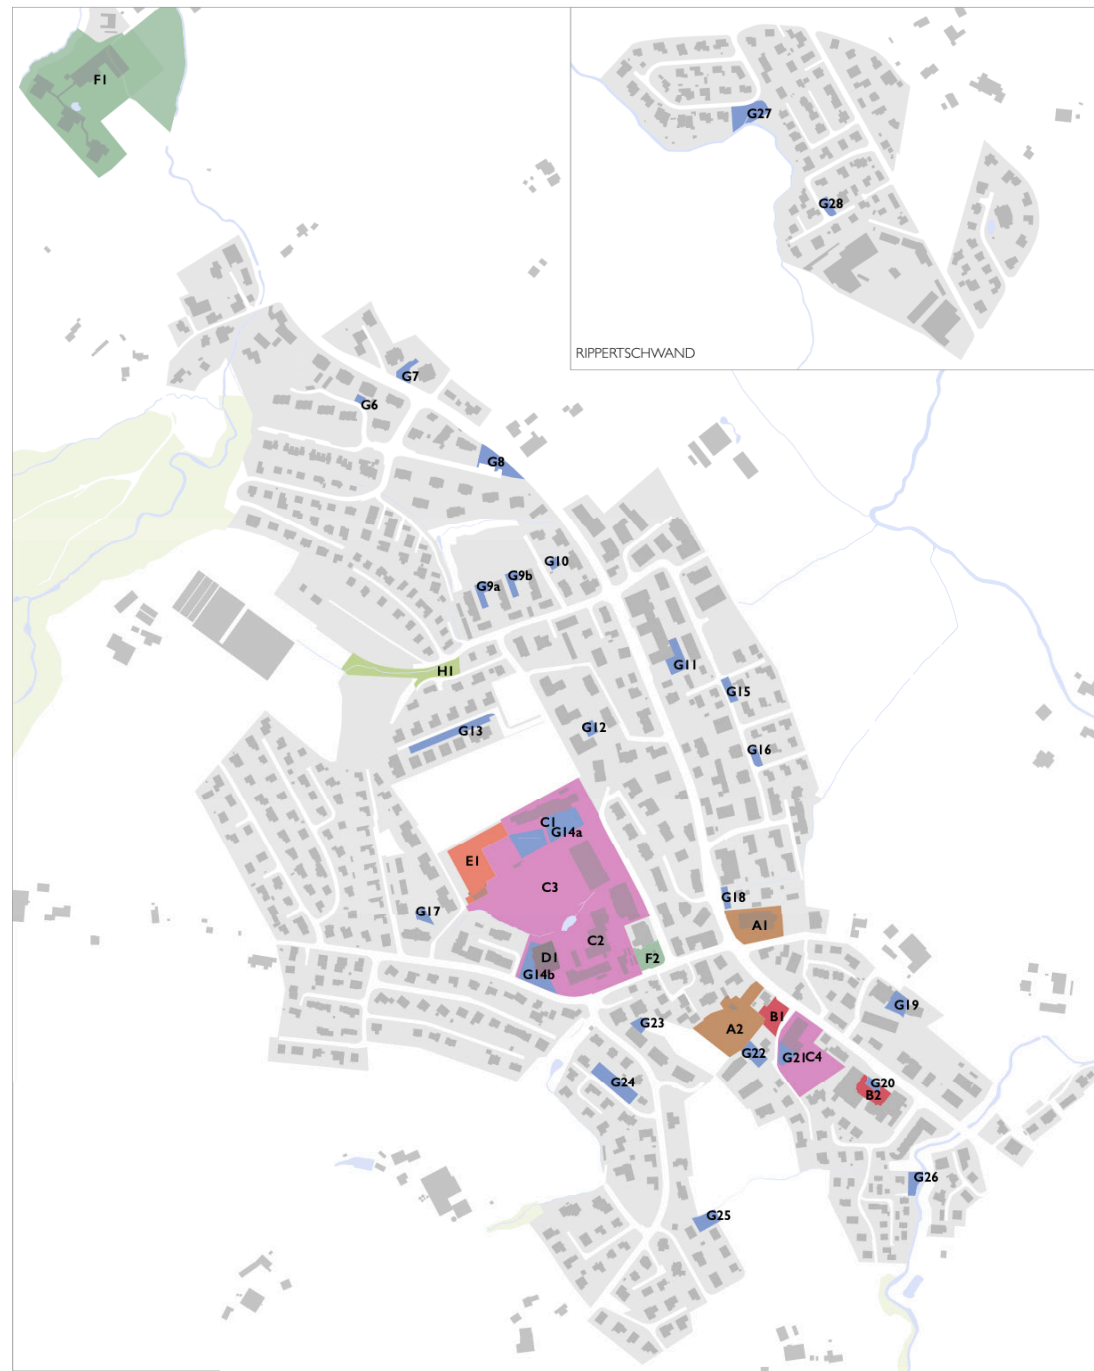 F1
G27
G28
RIPPERTSCHWAND
G7
G6
G8
G10
G9b
G9a
G11
H1
G15
G12
G13
G16
C1
G14a
E1
C3
G18
G17
A1
C2
D1
F2
G14b
G19
B1
G23
A2
G22
G21
C4
G24
G20
B2
G26
G25